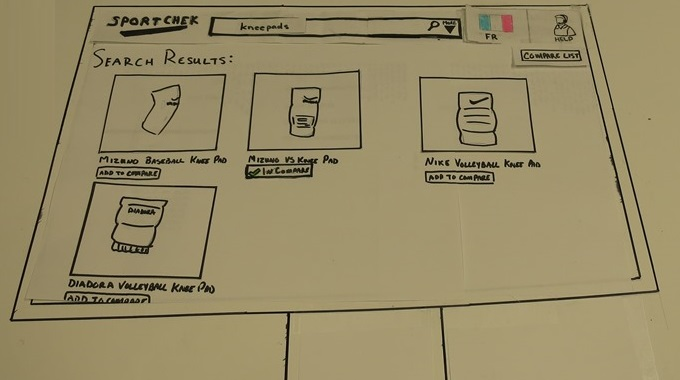 SPORTCHEK
kneepads
MORE
FR
HELP
COMPARE LIST
SEARCH RESULTS:
MIZUNO BASEBALL KNEE PAD
ADD TO COMPARE
MIZUNO VS KNEE PAD
IN COMPARE
NIKE VOLLEYBALL KNEE PAD
ADD TO COMPARE
DIADORA
DIADORA VOLLEYBALL KNEE PAD
ADD TO COMPARE